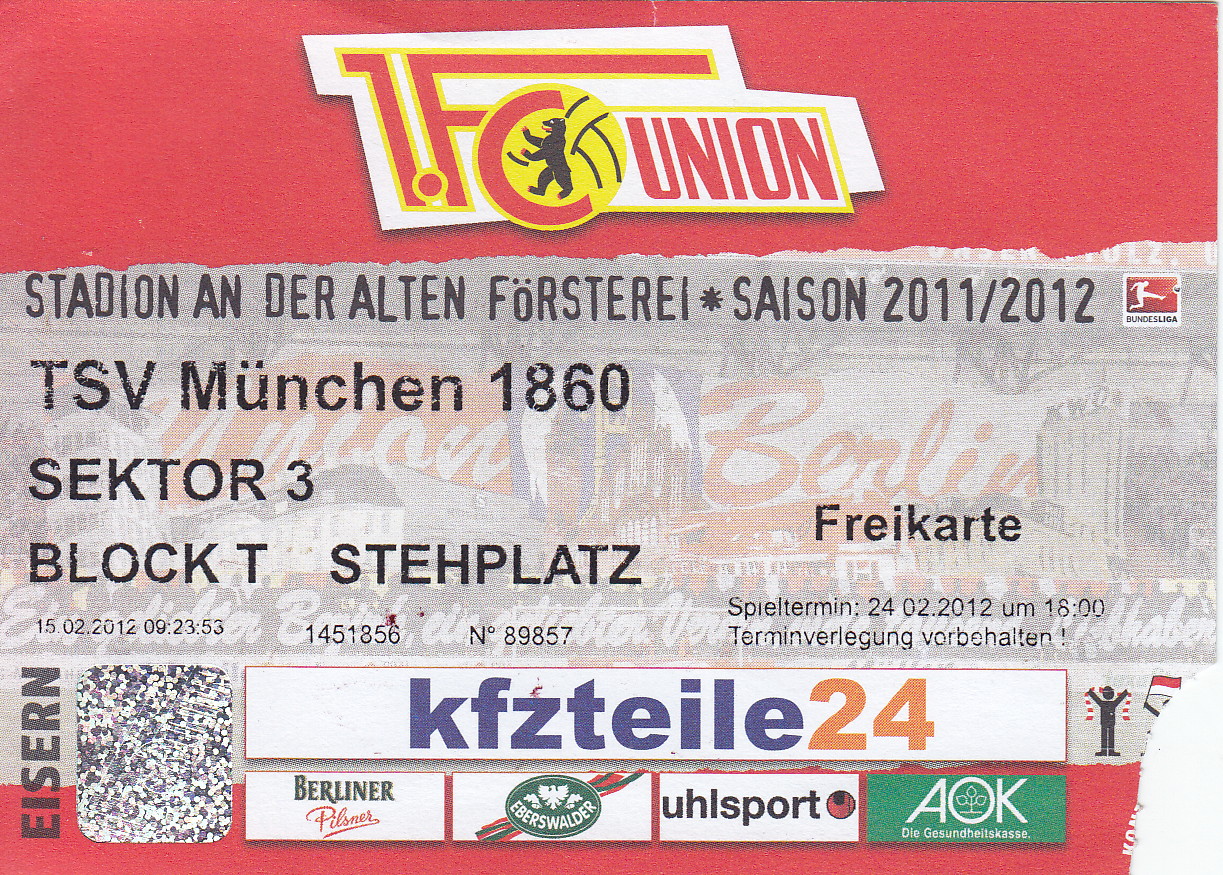 1.FC UNION
STADION AN DER ALTEN FÖRSTEREI * SAISON 2011/2012
BUNDESLIGA
TSV München 1860
Union Berlin
SEKTOR 3
Freikarte
BLOCK T STEHPLATZ
Spieltermin: 24.02.2012 um 18:00
15.02.2012 09:23:53 1451856 N° 89857
Terminverlegung vorbehalten !
EISERN
kfzteile24
BERLINER
Pilsner
EBERSWALDER
uhlsport
AOK
Die Gesundheitskasse.